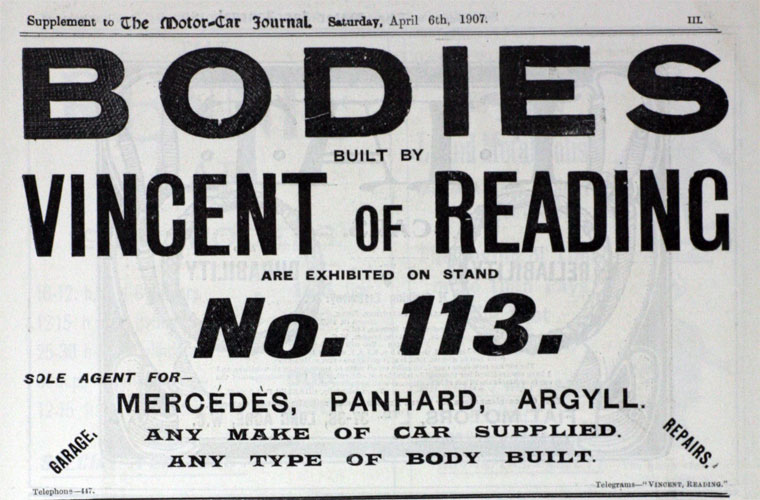 Supplement to The Motor-Car Journal. Saturday, April 6th, 1907. III.
BODIES
BUILT BY
VINCENT OF READING
ARE EXHIBITED ON STAND
No. 113.
SOLE AGENT FOR—
MERCÉDÈS, PANHARD, ARGYLL.
ANY MAKE OF CAR SUPPLIED.
GARAGE.
REPAIRS.
ANY TYPE OF BODY BUILT.
Telephone—447.
Telegrams—"VINCENT, READING."